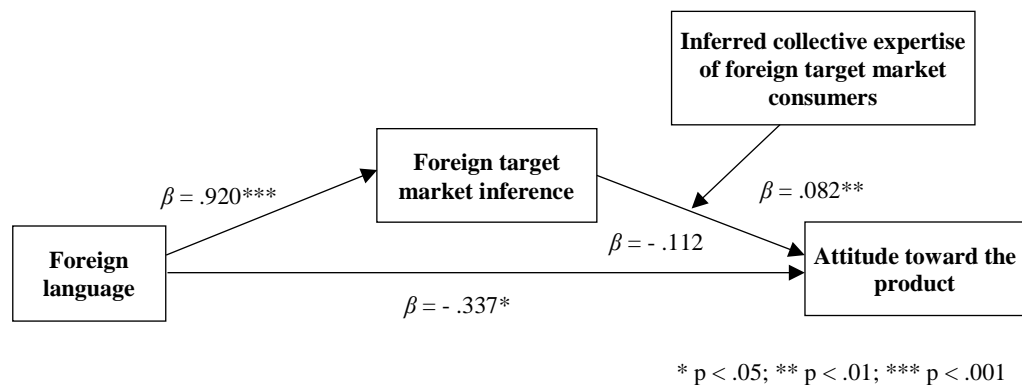 Inferred collective expertise
of foreign target market
consumers
Foreign target
market inference
β = .920***
β = .082**
β = - .112
Foreign
language
Attitude toward the
product
β = - .337*
* p < .05; ** p < .01; *** p < .001